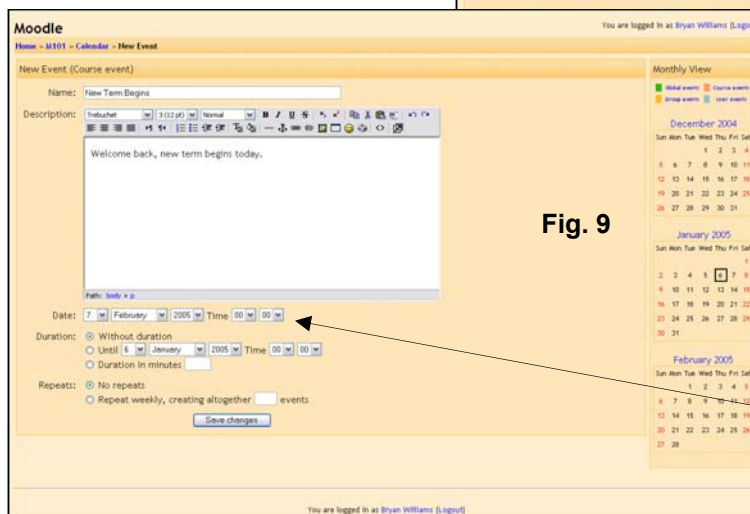 Moodle
You are logged in as Bryan Williams (Logo
Home » M101 » Calendar » New Event
New Event (Course event)
Name: New Term Begins
Description: Trebuchet 3 (12 pt) Normal B I U S
Welcome back, new term begins today.
Path: body » p
Date: 7 February 2005 Time 00 00
Duration: Without duration
Until 6 January 2005 Time 00 00
Duration in minutes
Repeats: No repeats
Repeat weekly, creating altogether events
Save changes
Fig. 9
Monthly View
Global events Course events
Group events User events
December 2004
Sun Mon Tue Wed Thu Fri Sat
1 2 3 4
5 6 7 8 9 10 11
12 13 14 15 16 17 18
19 20 21 22 23 24 25
26 27 28 29 30 31
January 2005
Sun Mon Tue Wed Thu Fri Sat
1
2 3 4 5 6 7 8
9 10 11 12 13 14 15
16 17 18 19 20 21 22
23 24 25 26 27 28 29
30 31
February 2005
Sun Mon Tue Wed Thu Fri Sat
1 2 3 4 5
6 7 8 9 10 11 12
13 14 15 16 17 18 19
20 21 22 23 24 25 26
27 28
You are logged in as Bryan Williams (Logout)